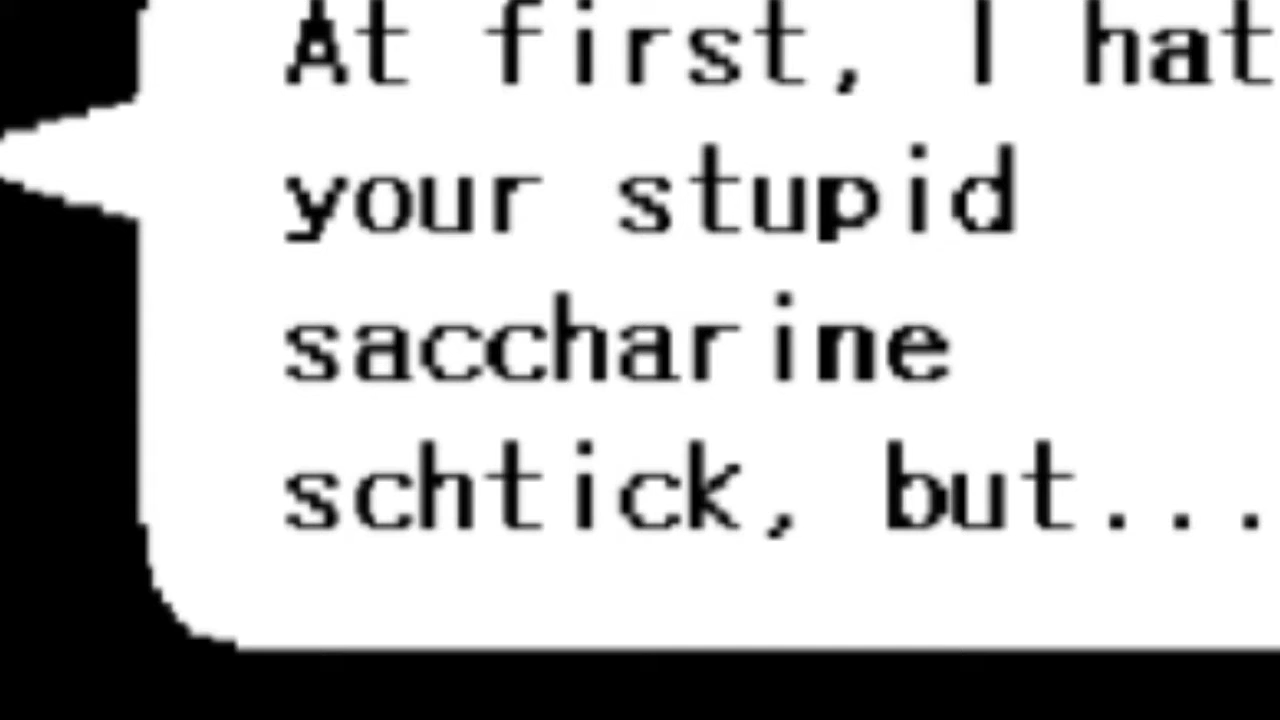 At first, I hat
your stupid
saccharine
schtick, but...